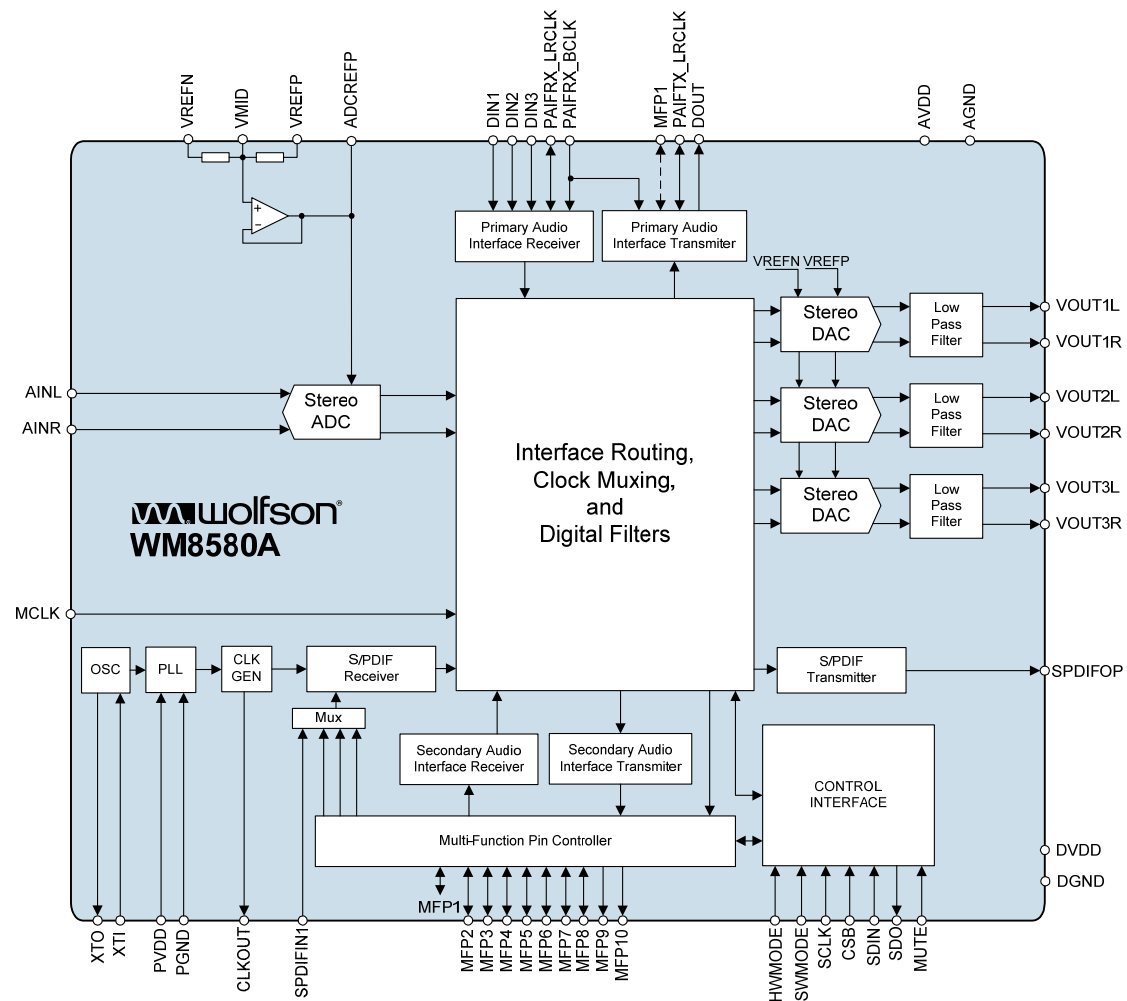 VREFN
VMID
VREFP
ADCREFP
DIN1
DIN2
DIN3
PAIFRX_LRCLK
PAIFRX_BCLK
MFP1
PAIFTX_LRCLK
DOUT
AVDD
AGND
+
−
Primary Audio
Interface Receiver
Primary Audio
Interface Transmiter
VREFN VREFP
Stereo
DAC
Low
Pass
Filter
VOUT1L
VOUT1R
AINL
AINR
Stereo
ADC
Stereo
DAC
Low
Pass
Filter
VOUT2L
VOUT2R
Interface Routing,
Clock Muxing,
and
Digital Filters
Stereo
DAC
Low
Pass
Filter
VOUT3L
VOUT3R
wolfson®
WM8580A
MCLK
OSC
PLL
CLK
GEN
S/PDIF
Receiver
S/PDIF
Transmitter
SPDIFOP
Mux
Secondary Audio
Interface Receiver
Secondary Audio
Interface Transmiter
CONTROL
INTERFACE
Multi-Function Pin Controller
DVDD
DGND
MFP1
XTO
XTI
PVDD
PGND
CLKOUT
SPDIFIN1
MFP2
MFP3
MFP4
MFP5
MFP6
MFP7
MFP8
MFP9
MFP10
HWMODE
SWMODE
SCLK
CSB
SDIN
SDO
MUTE